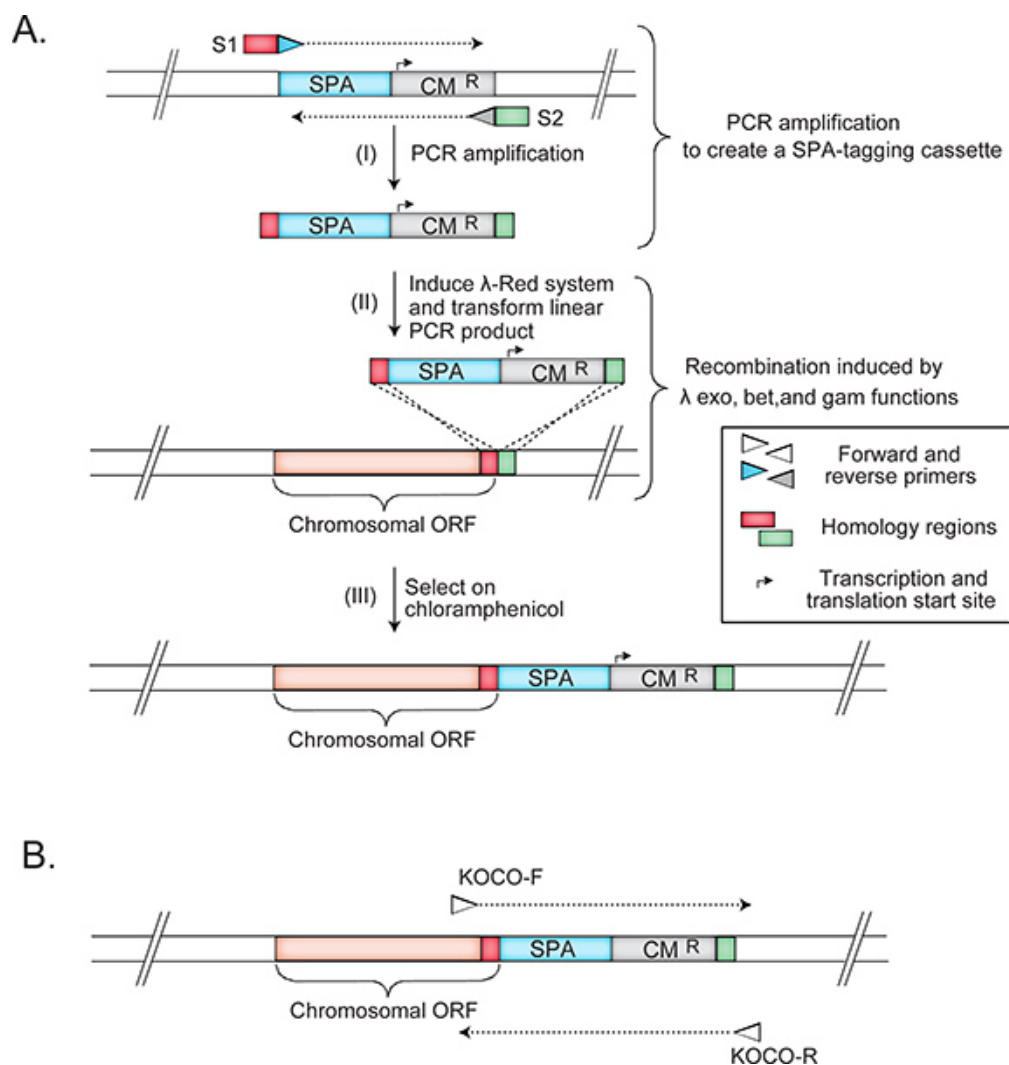 A.
S1
SPA
CM R
S2
(I)
PCR amplification
PCR amplification
to create a SPA-tagging cassette
SPA
CM R
(II)
Induce λ-Red system
and transform linear
PCR product
SPA
CM R
Recombination induced by
λ exo, bet,and gam functions
Chromosomal ORF
Forward and
reverse primers
Homology regions
Transcription and
translation start site
(III)
Select on
chloramphenicol
SPA
CM R
Chromosomal ORF
B.
KOCO-F
SPA
CM R
Chromosomal ORF
KOCO-R